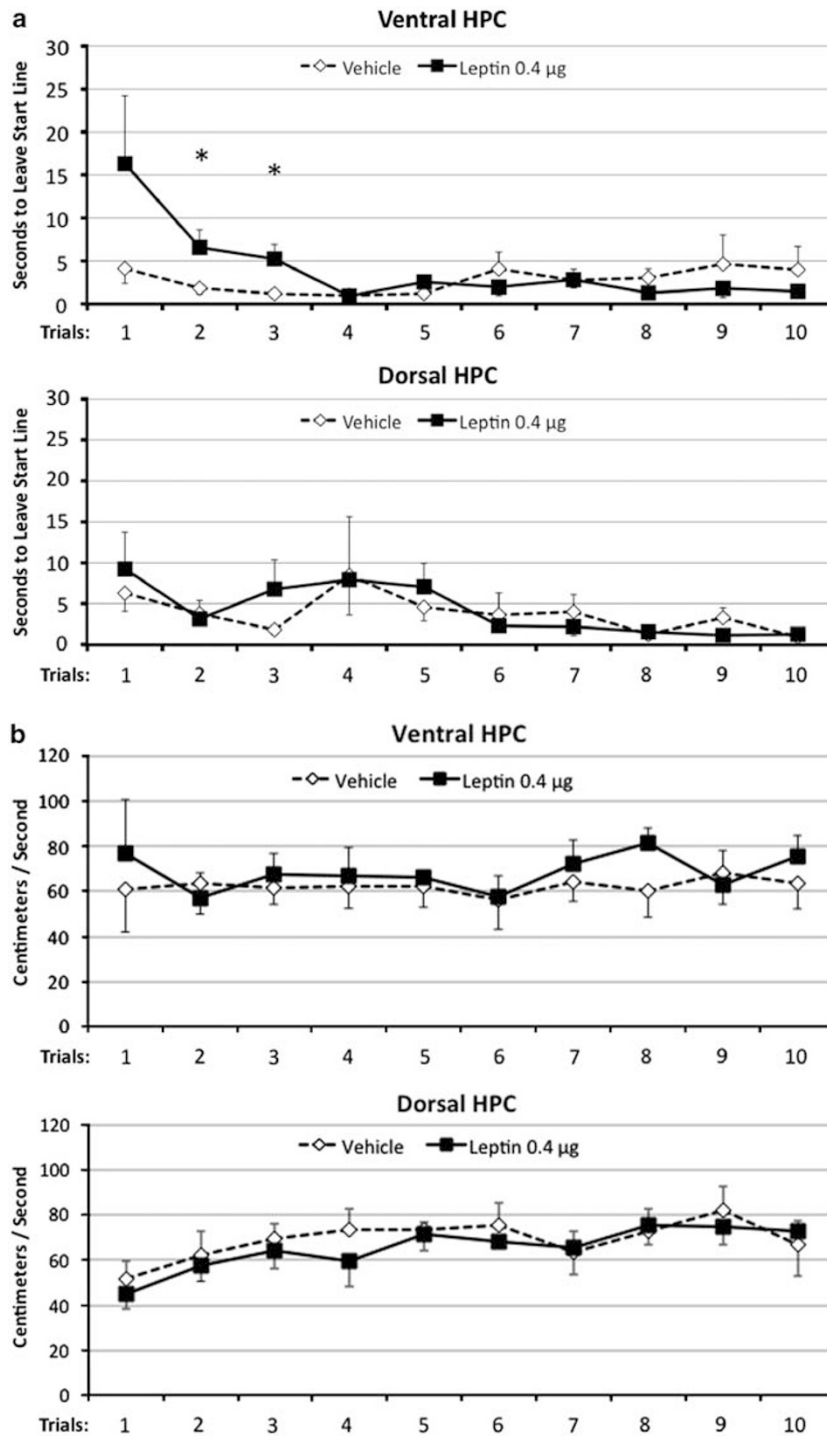 a
Ventral HPC
30
25
20
15
10
5
0
Seconds to Leave Start Line
Vehicle Leptin 0.4 µg
* *
Trials: 1 2 3 4 5 6 7 8 9 10
Dorsal HPC
30
25
20
15
10
5
0
Seconds to Leave Start Line
Vehicle Leptin 0.4 µg
Trials: 1 2 3 4 5 6 7 8 9 10
b
Ventral HPC
120
100
80
60
40
20
0
Centimeters / Second
Vehicle Leptin 0.4 µg
Trials: 1 2 3 4 5 6 7 8 9 10
Dorsal HPC
120
100
80
60
40
20
0
Centimeters / Second
Vehicle Leptin 0.4 µg
Trials: 1 2 3 4 5 6 7 8 9 10